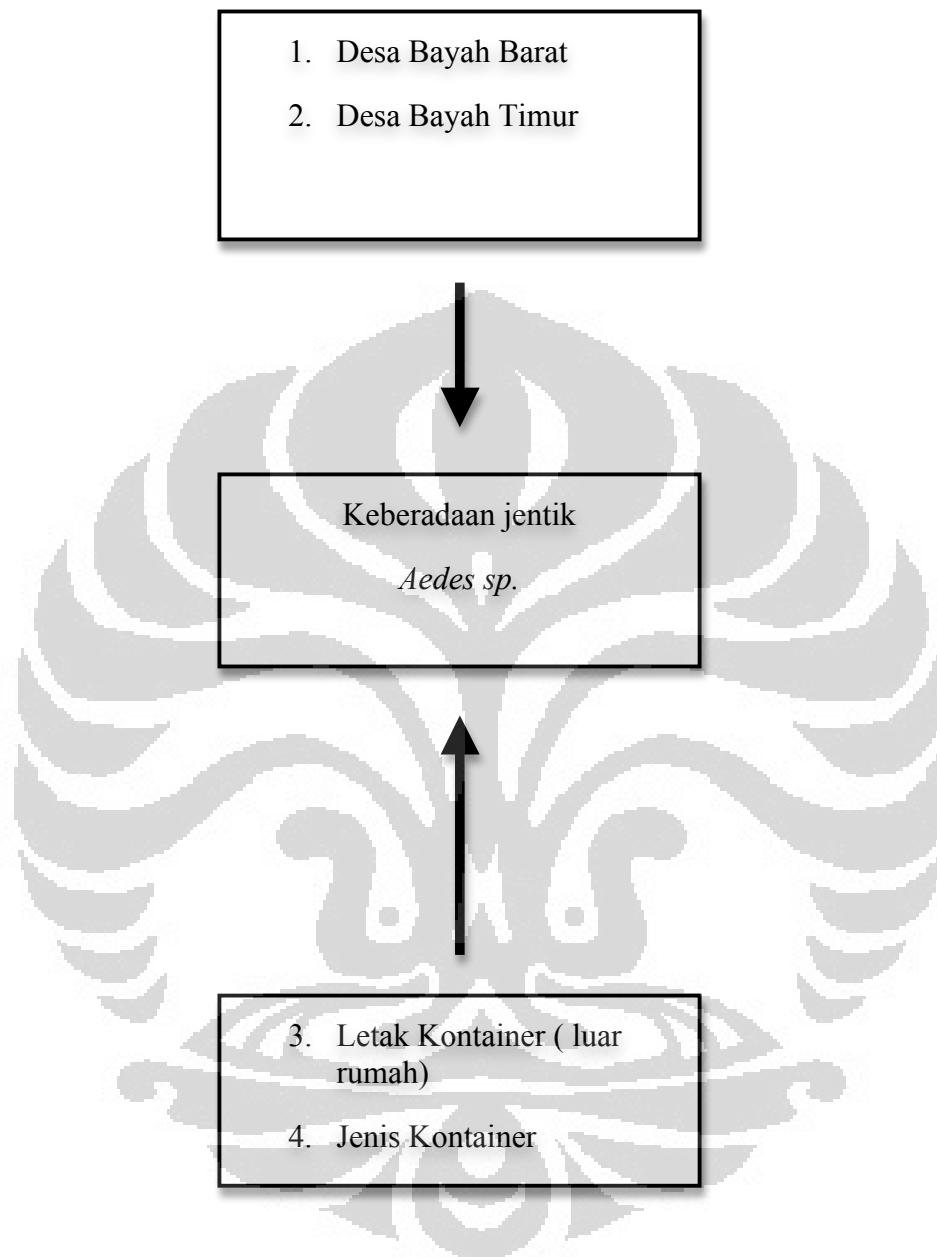 1. Desa Bayah Barat
2. Desa Bayah Timur
Keberadaan jentik
Aedes sp.
3. Letak Kontainer ( luar
rumah)
4. Jenis Kontainer